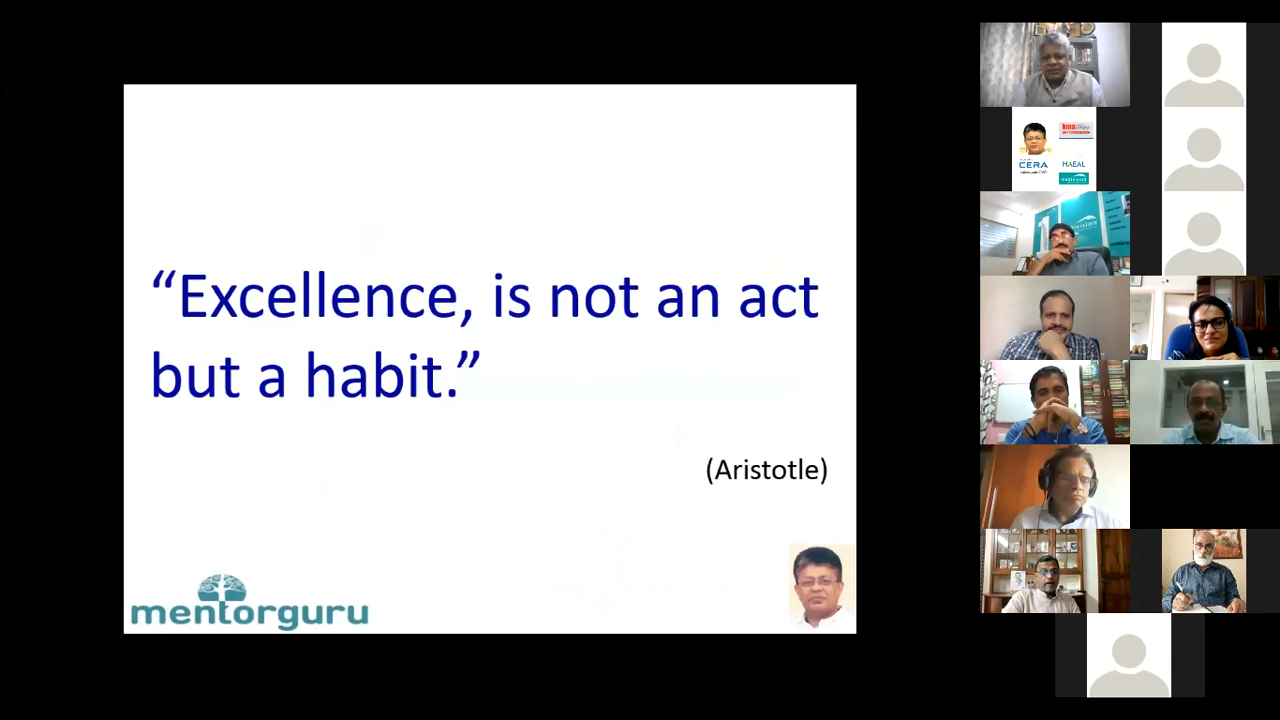 “Excellence, is not an act
but a habit.”
(Aristotle)
mentorguru
CERA
HAEAL